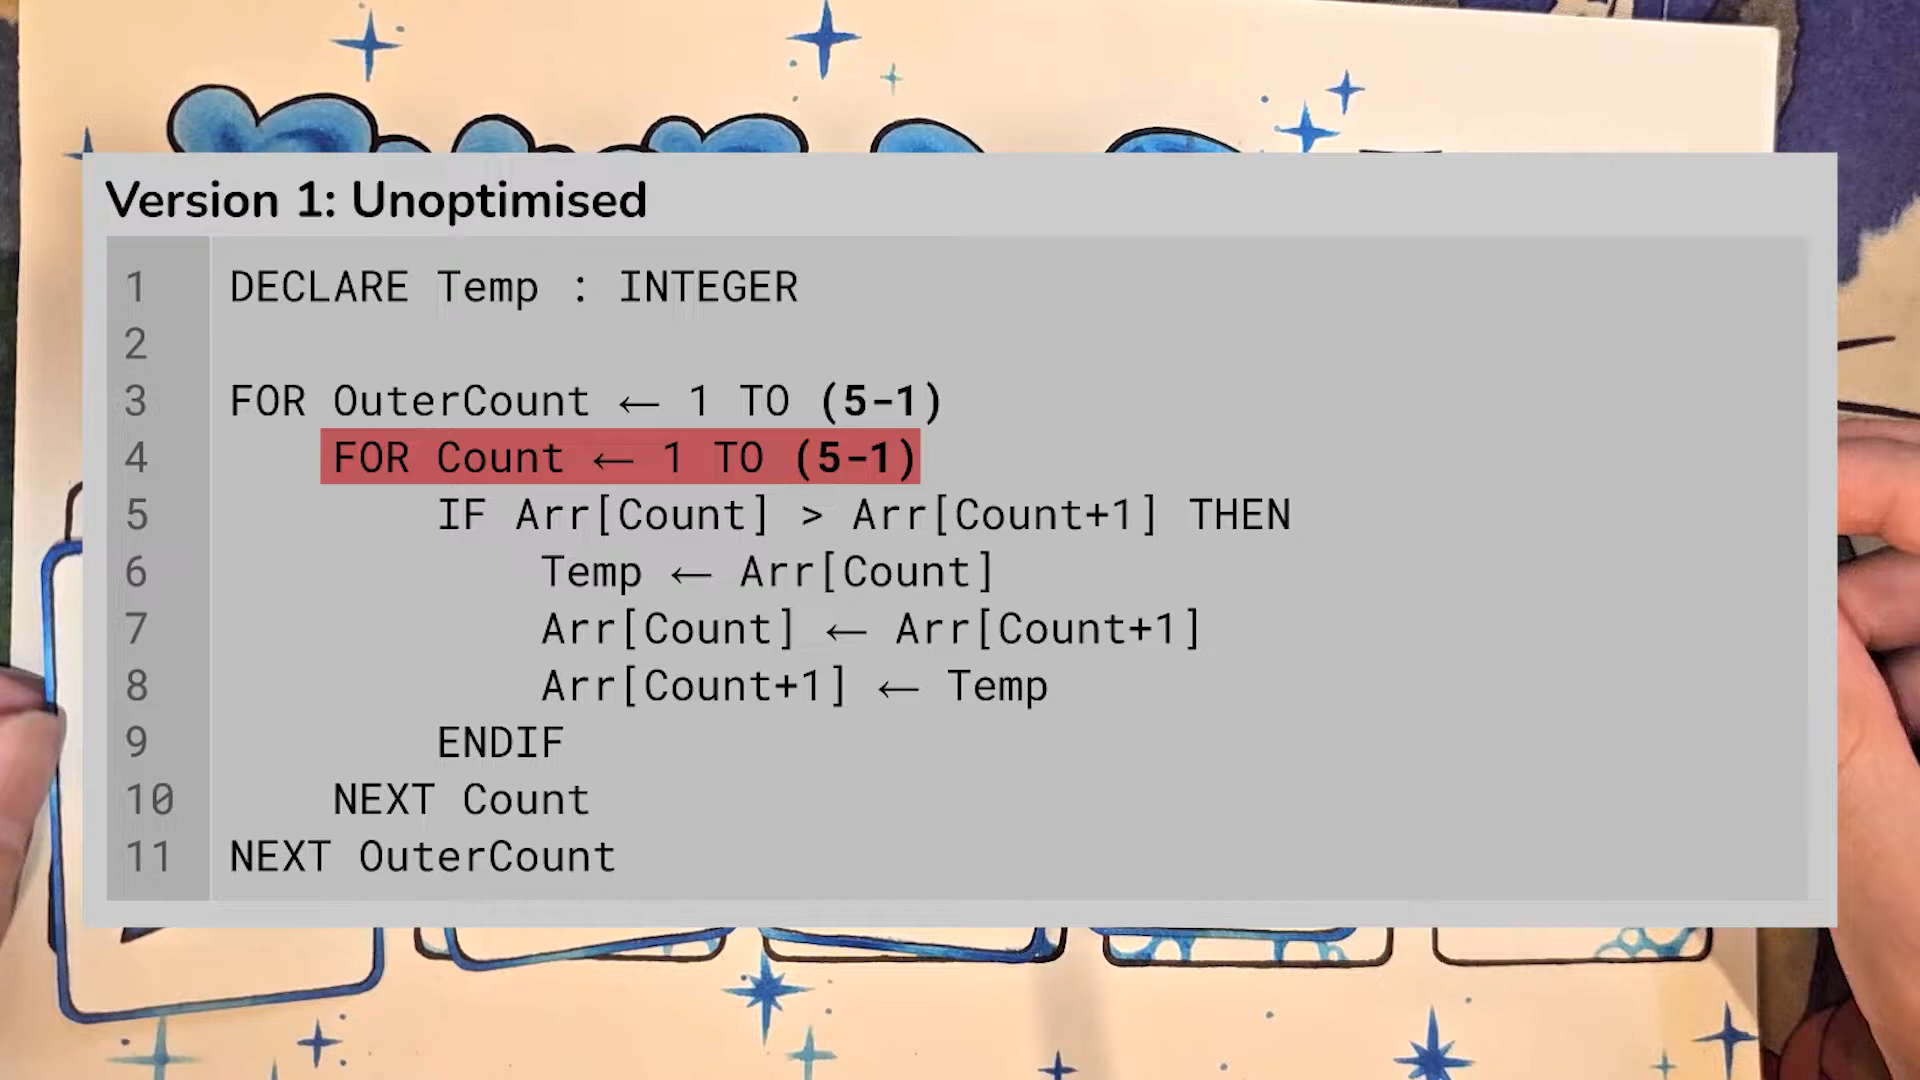 Version 1: Unoptimised
1 DECLARE Temp : INTEGER
2
3 FOR OuterCount ← 1 TO (5-1)
4 FOR Count ← 1 TO (5-1)
5 IF Arr[Count] > Arr[Count+1] THEN
6 Temp ← Arr[Count]
7 Arr[Count] ← Arr[Count+1]
8 Arr[Count+1] ← Temp
9 ENDIF
10 NEXT Count
11 NEXT OuterCount